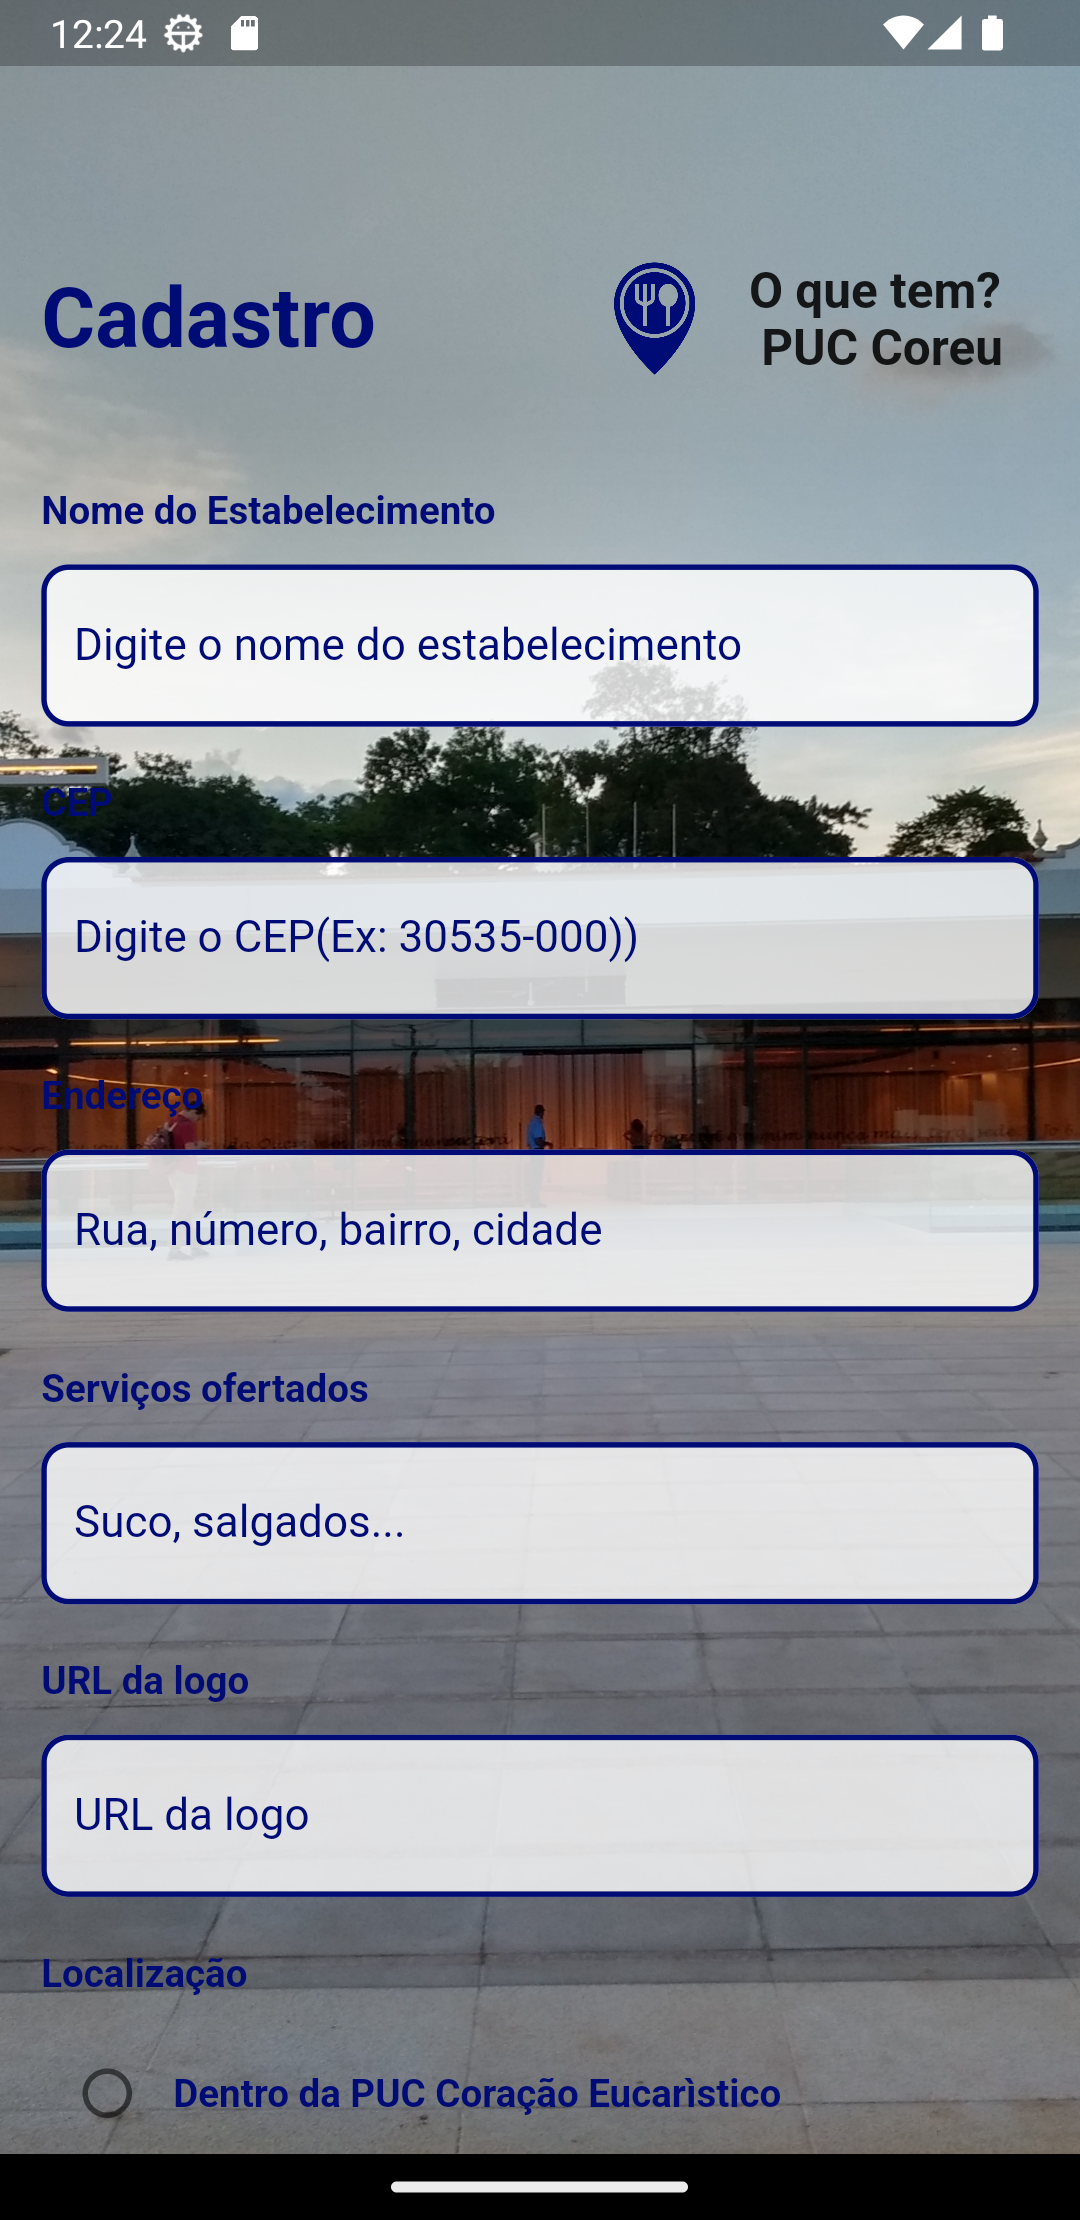 12:24
Cadastro
O que tem?
PUC Coreu
Nome do Estabelecimento
Digite o nome do estabelecimento
CEP
Digite o CEP(Ex: 30535-000))
Endereço
Rua, número, bairro, cidade
Serviços ofertados
Suco, salgados...
URL da logo
URL da logo
Localização
Dentro da PUC Coração Eucarìstico